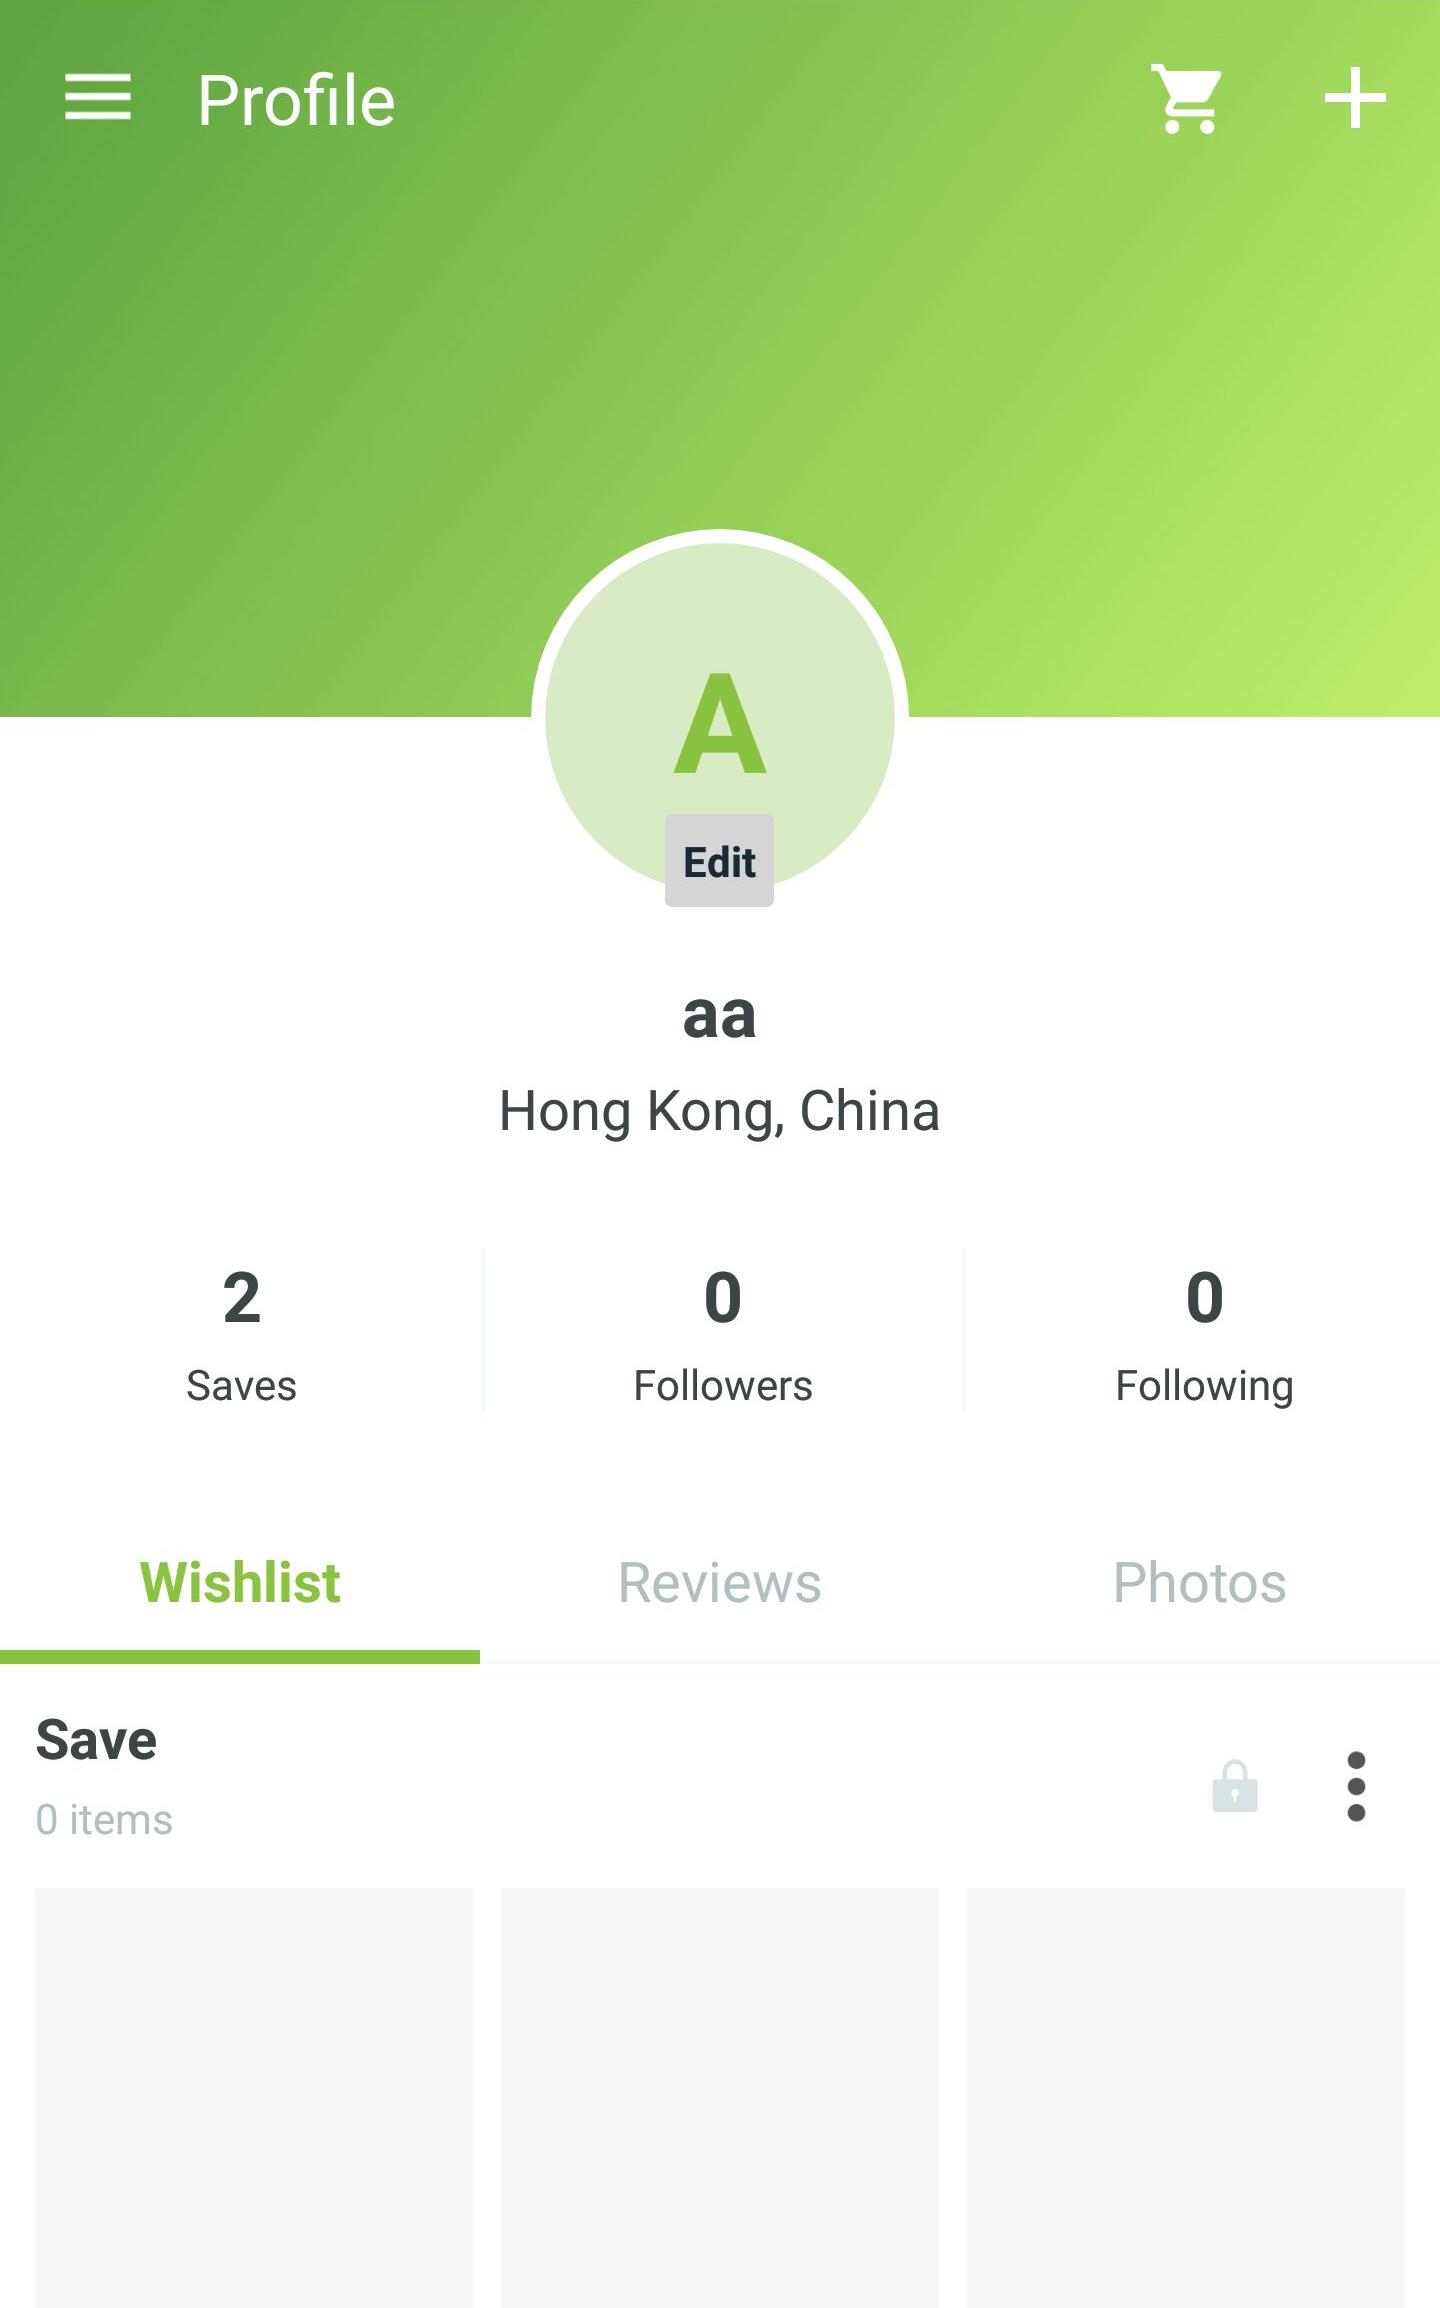 Profile
A
Edit
aa
Hong Kong, China
2
0
0
Saves
Followers
Following
Wishlist
Reviews
Photos
Save
0 items